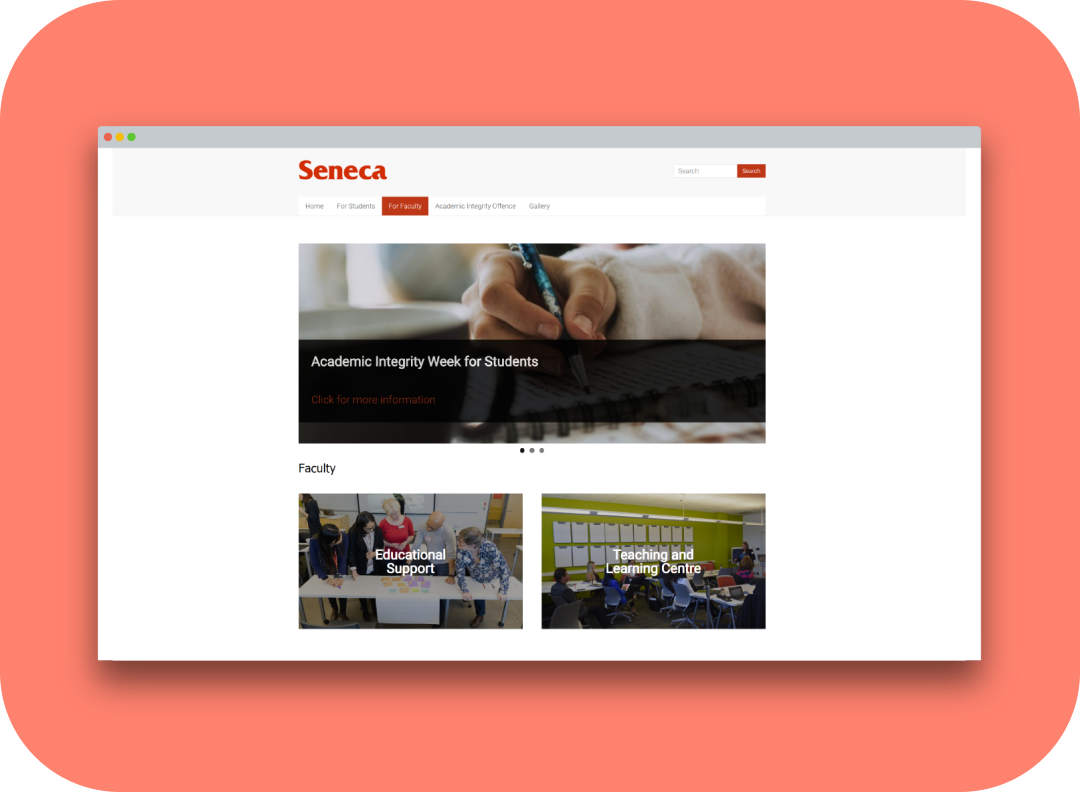 Seneca
Search Search
Home For Students For Faculty Academic Integrity Offence Gallery
Academic Integrity Week for Students
Click for more information
Faculty
Educational
Support
Teaching and
Learning Centre